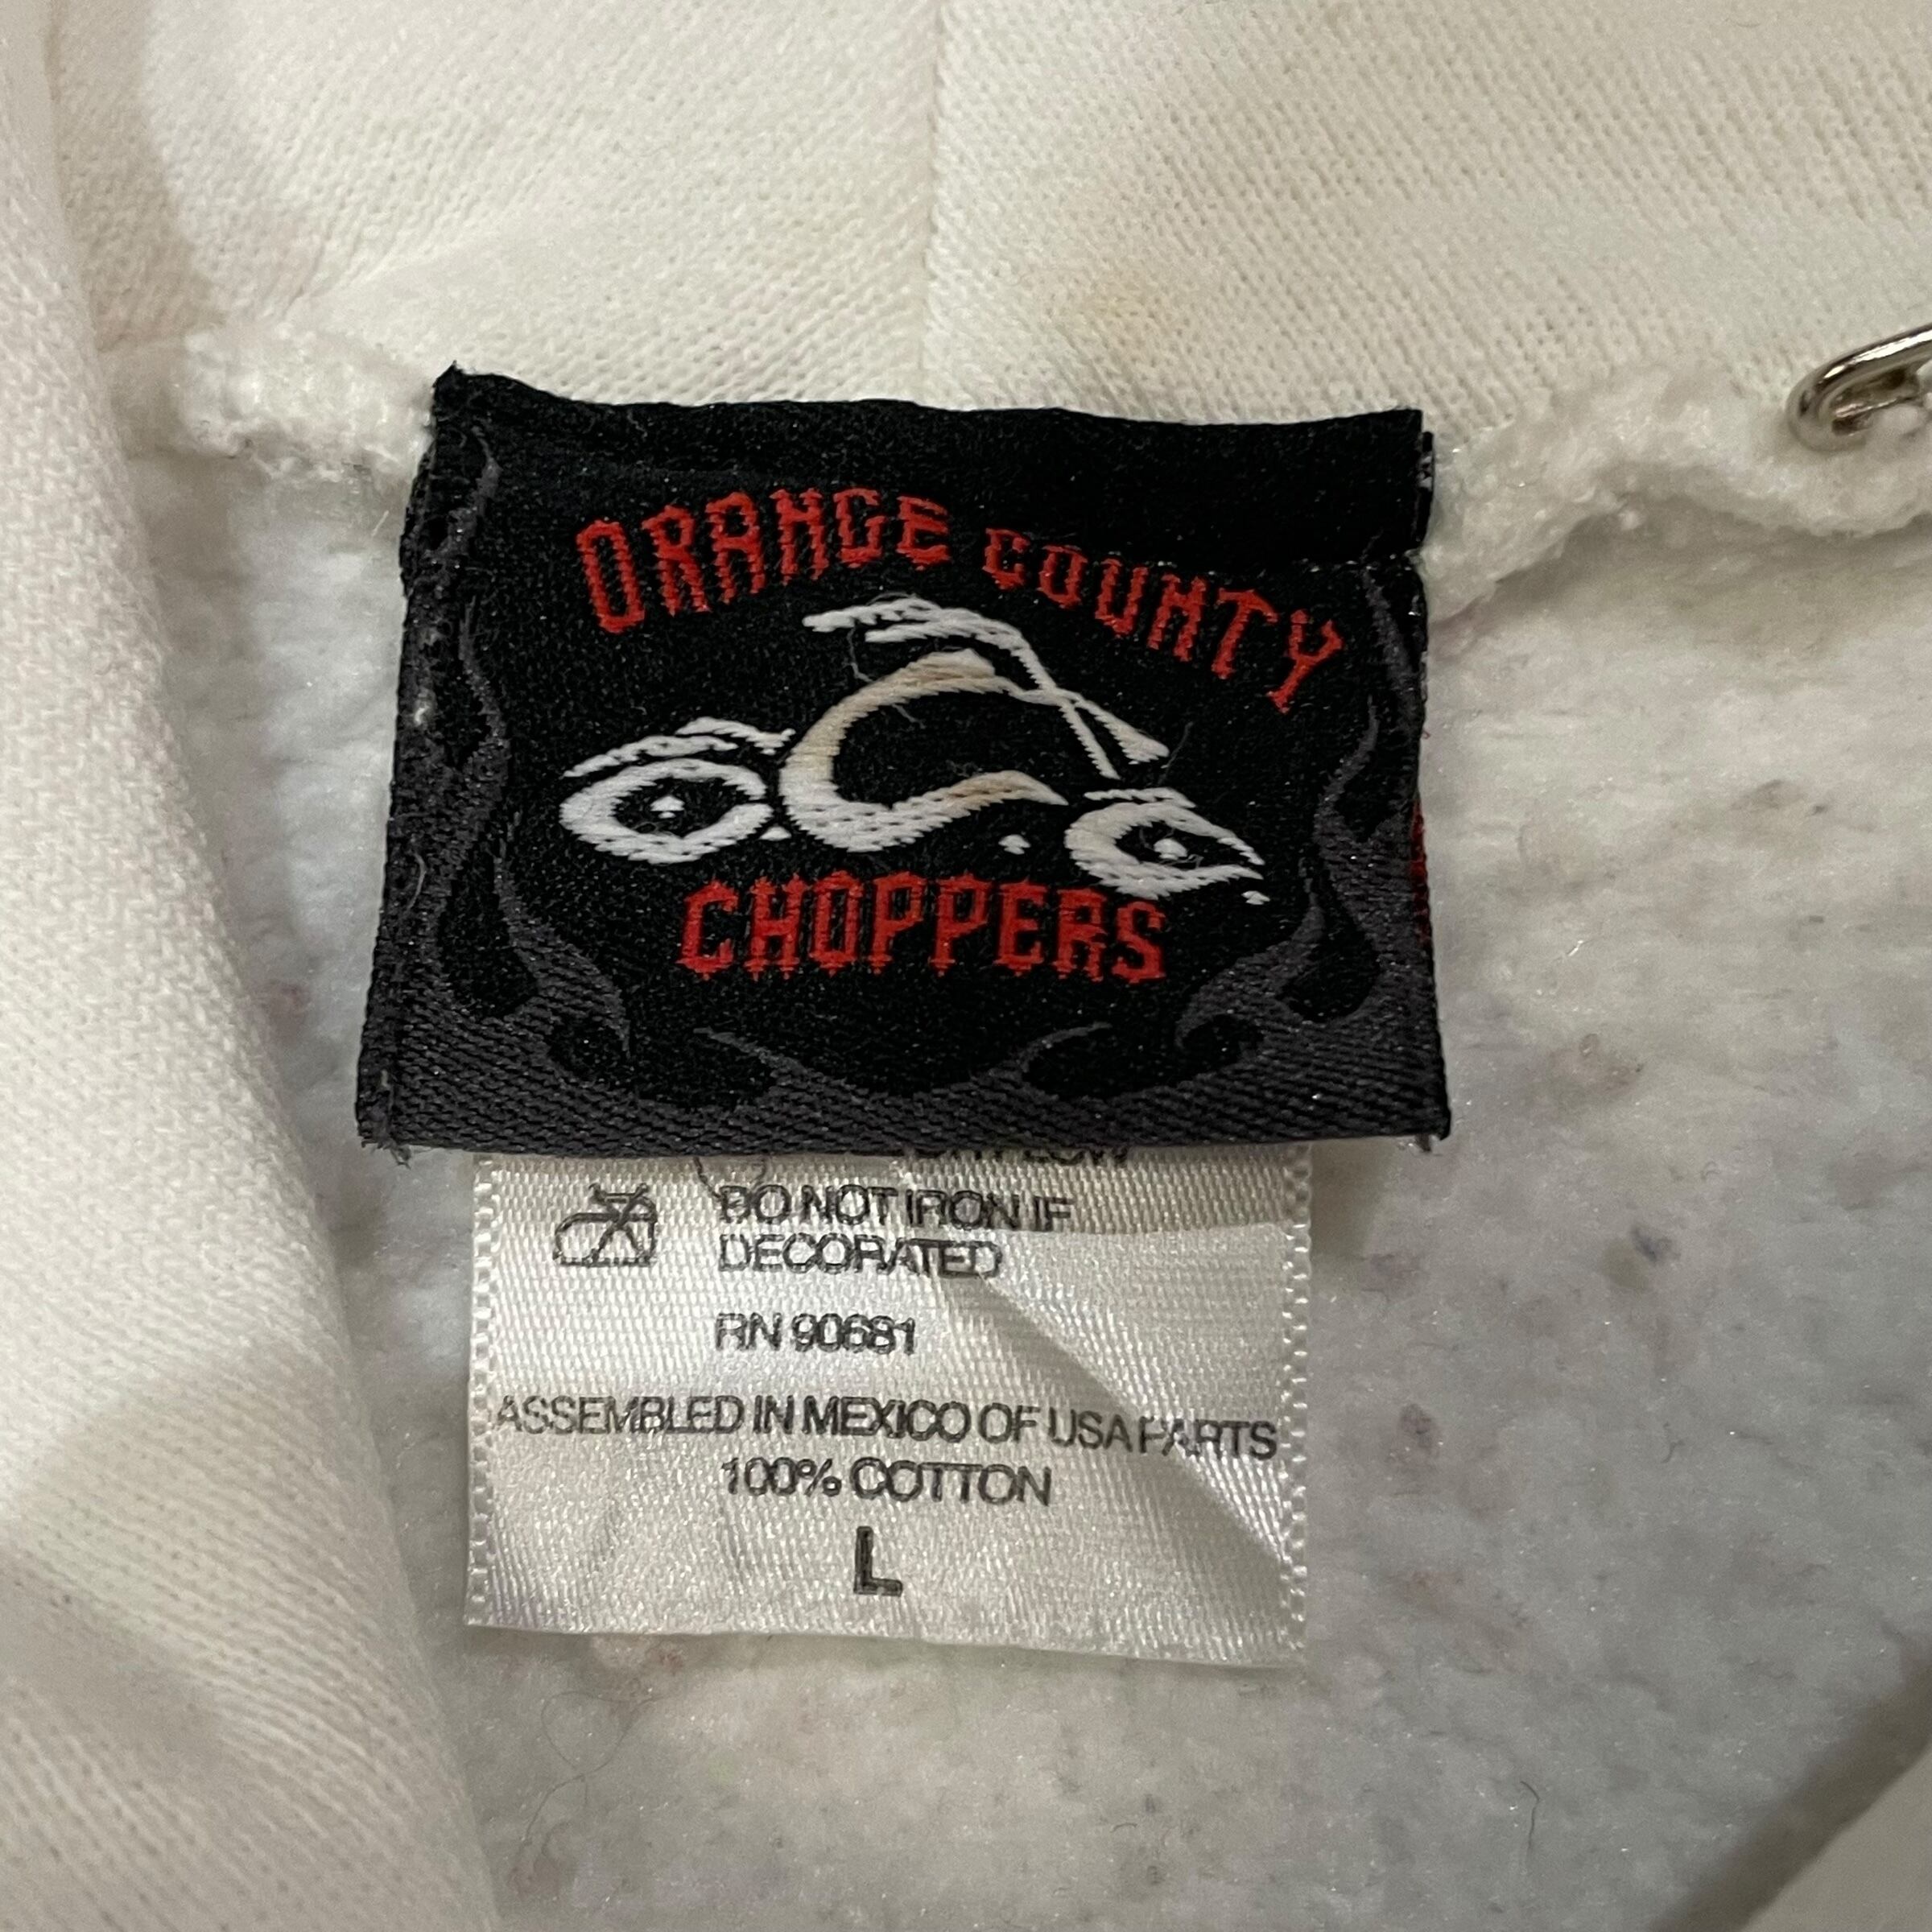 ORANGE COUNTY
CHOPPERS
DO NOT IRON IF
DECORATED
RN 90681
ASSEMBLED IN MEXICO OF USA PARTS
100% COTTON
L